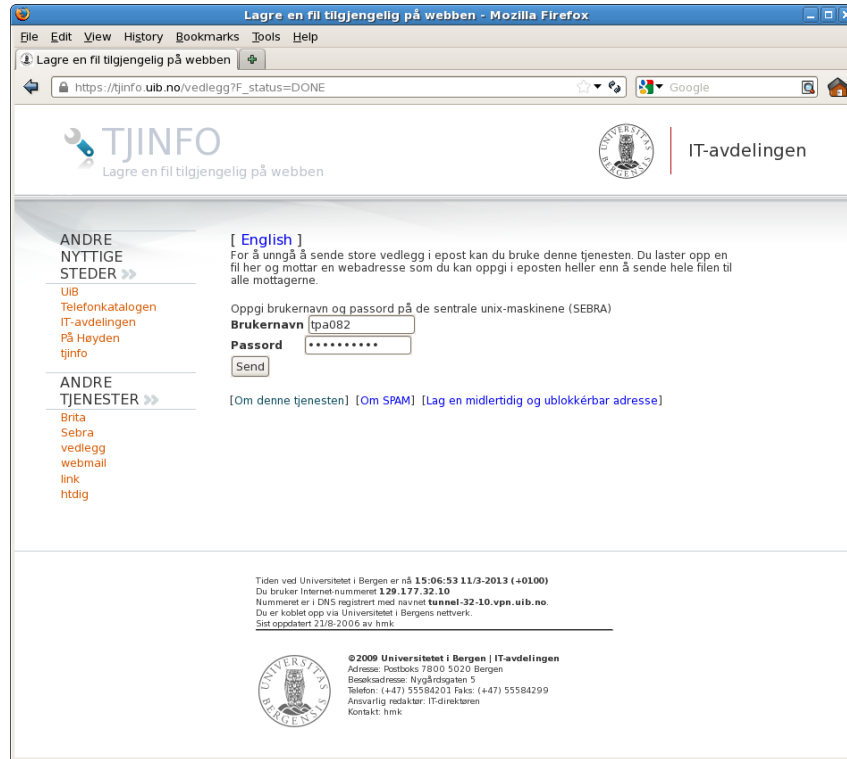 Lagre en fil tilgjengelig på webben - Mozilla Firefox
File Edit View History Bookmarks Tools Help
Lagre en fil tilgjengelig på webben
https://tjinfo.uib.no/vedlegg?F_status=DONE
Google
TJINFO
Lagre en fil tilgjengelig på webben
UNIVERSITAS BERGENSIS
IT-avdelingen
ANDRE
NYTTIGE
STEDER
UiB
Telefonkatalogen
IT-avdelingen
På Høyden
tjinfo
ANDRE
TJENESTER
Brita
Sebra
vedlegg
webmail
link
htdig
[ English ]
For å unngå å sende store vedlegg i epost kan du bruke denne tjenesten. Du laster opp en
fil her og mottar en webadresse som du kan oppgi i eposten heller enn å sende hele filen til
alle mottagerne.
Oppgi brukernavn og passord på de sentrale unix-maskinene (SEBRA)
Brukernavn tpa082
Passord ••••••••••
Send
[Om denne tjenesten] [Om SPAM] [Lag en midlertidig og ublokkérbar adresse]
Tiden ved Universitetet i Bergen er nå 15:06:53 11/3-2013 (+0100)
Du bruker Internet-nummeret 129.177.32.10
Nummeret er i DNS registrert med navnet tunnel-32-10.vpn.uib.no.
Du er koblet opp via Universitetet i Bergens nettverk.
Sist oppdatert 21/8-2006 av hmk
UNIVERSITAS BERGENSIS
©2009 Universitetet i Bergen | IT-avdelingen
Adresse: Postboks 7800 5020 Bergen
Besøksadresse: Nygårdsgaten 5
Telefon: (+47) 55584201 Faks: (+47) 55584299
Ansvarlig redaktør: IT-direktøren
Kontakt: hmk